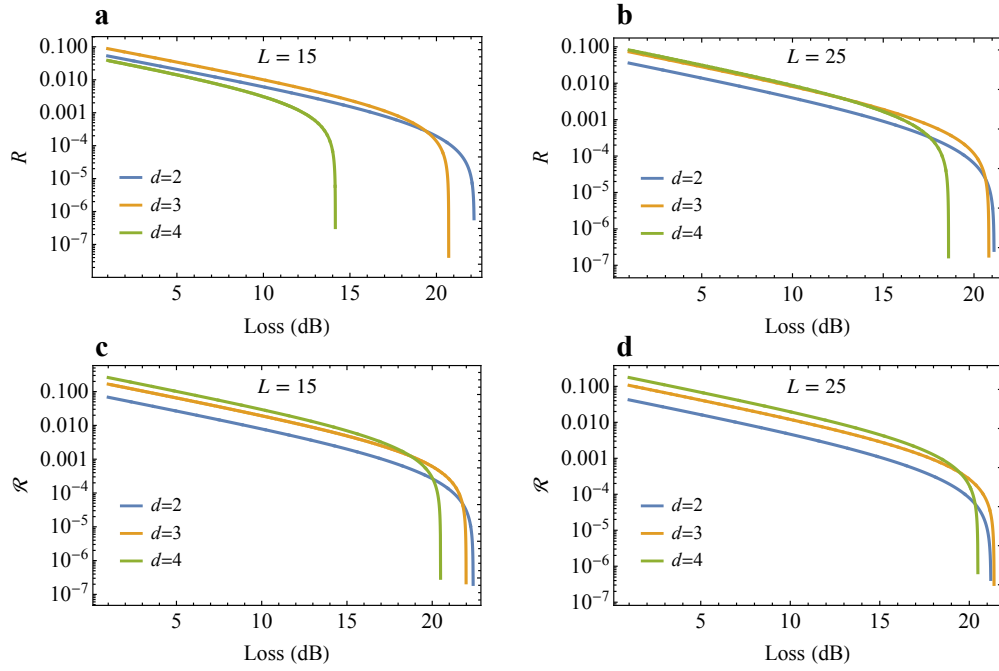 a
L = 15
0.100
0.010
0.001
10⁻⁴
10⁻⁵
10⁻⁶
10⁻⁷
R
d=2
d=3
d=4
5 10 15 20
Loss (dB)
b
L = 25
0.100
0.010
0.001
10⁻⁴
10⁻⁵
10⁻⁶
10⁻⁷
R
d=2
d=3
d=4
5 10 15 20
Loss (dB)
c
L = 15
0.100
0.010
0.001
10⁻⁴
10⁻⁵
10⁻⁶
10⁻⁷
ℛ
d=2
d=3
d=4
5 10 15 20
Loss (dB)
d
L = 25
0.100
0.010
0.001
10⁻⁴
10⁻⁵
10⁻⁶
10⁻⁷
ℛ
d=2
d=3
d=4
5 10 15 20
Loss (dB)